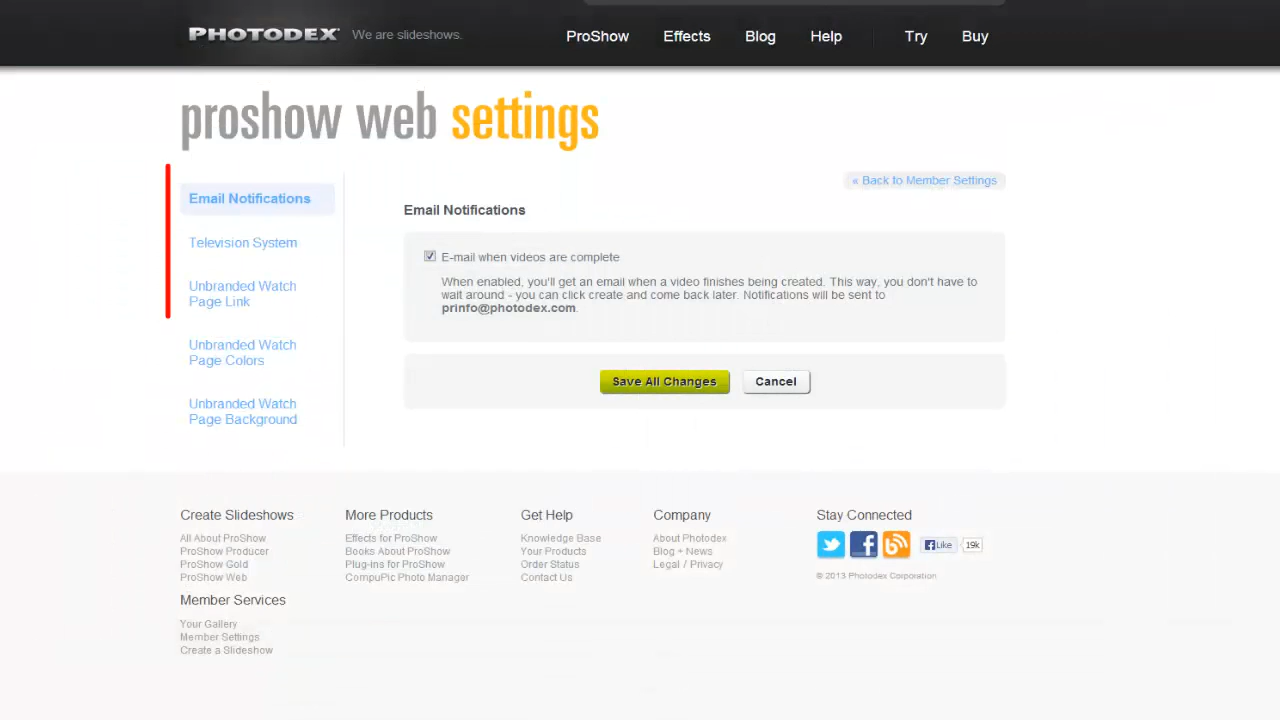 PHOTODEX We are slideshows. ProShow Effects Blog Help Try Buy
proshow web settings
« Back to Member Settings
Email Notifications
Television System
Unbranded Watch
Page Link
Unbranded Watch
Page Colors
Unbranded Watch
Page Background
Email Notifications
E-mail when videos are complete
When enabled, you'll get an email when a video finishes being created. This way, you don't have to
wait around - you can click create and come back later. Notifications will be sent to
prinfo@photodex.com.
Save All Changes Cancel
Create Slideshows
All About ProShow
ProShow Producer
ProShow Gold
ProShow Web
Member Services
Your Gallery
Member Settings
Create a Slideshow
More Products
Effects for ProShow
Books About ProShow
Plug-ins for ProShow
CompuPic Photo Manager
Get Help
Knowledge Base
Your Products
Order Status
Contact Us
Company
About Photodex
Blog + News
Legal / Privacy
Stay Connected
Like 19k
© 2013 Photodex Corporation